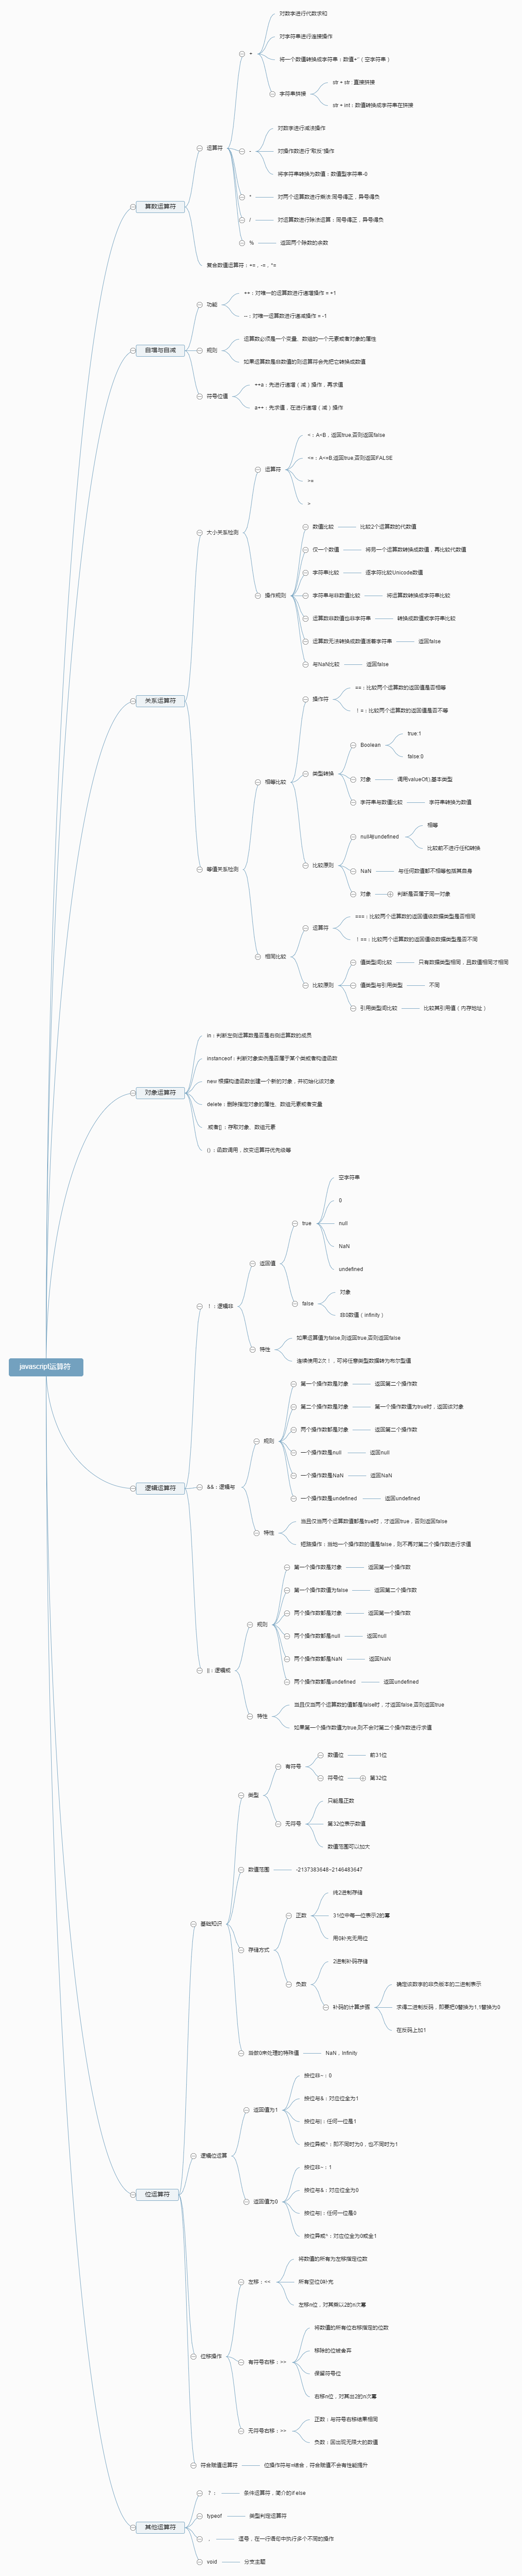 javascript运算符
算数运算符
运算符
+
对数字进行代数求和
对字符串进行连接操作
将一个数值转换成字符串：数值+''（空字符串）
字符串拼接
str + str: 直接拼接
str + int：数值转换成字符串在拼接
-
对数字进行减法操作
对操作数进行"取反"操作
将字符串转换为数值：数值型字符串-0
*
对两个运算数进行乘法:同号得正，异号得负
/
对运算数进行除法运算：同号得正，异号得负
%
返回两个除数的余数
复合数值运算符：+=，-=，*=
自增与自减
功能
++：对唯一的运算数进行递增操作 = +1
--：对唯一运算数进行递减操作 = -1
规则
运算数必须是一个变量、数组的一个元素或者对象的属性
如果运算数是非数值的则运算符会先把它转换成数值
符号位值
++a：先进行递增（减）操作，再求值
a++：先求值，在进行递增（减）操作
关系运算符
大小关系检测
运算符
<：A<B，返回true,否则返回false
<=：A<=B,返回true,否则返回FALSE
>=
>
操作规则
数值比较
比较2个运算数的代数值
仅一个数值
将另一个运算数转换成数值，再比较代数值
字符串比较
逐字符比较Unicode数值
字符串与非数值比较
将运算数转换成字符串比较
运算数非数值也非字符串
转换成数值或字符串比较
运算数无法转换成数值活着字符串
返回false
与NaN比较
返回false
等值关系检测
相等比较
操作符
==：比较两个运算数的返回值是否相等
！=：比较两个运算数的返回值是否不等
类型转换
Boolean
true:1
false:0
对象
调用valueOf();基本类型
字符串与数值比较
字符串转换为数值
比较原则
null与undefined
相等
比较前不进行任和转换
NaN
与任何数值都不相等包括其自身
对象
判断是否属于同一对象
相同比较
运算符
===：比较两个运算数的返回值级数据类型是否相同
！==：比较两个运算数的返回值级数据类型是否不同
比较原则
值类型间比较
只有数据类型相同，且数值相同才相同
值类型与引用类型
不同
引用类型间比较
比较其引用值（内存地址）
对象运算符
in：判断左侧运算数是否是右侧运算数的成员
instanceof：判断对象实例是否属于某个类或者构造函数
new 根据构造函数创建一个新的对象，并初始化该对象
delete：删除指定对象的属性、数组元素或者变量
.或者[]：存取对象、数组元素
()：函数调用，改变运算符优先级等
逻辑运算符
！：逻辑非
返回值
true
空字符串
0
null
NaN
undefined
false
对象
非0数值（infinity）
特性
如果运算值为false,则返回true,否则返回false
连续使用2次！，可将任意类型数据转为布尔型值
&&：逻辑与
规则
第一个操作数是对象
返回第二个操作数
第二个操作数是对象
第一个操作数值为true时，返回该对象
两个操作数都是对象
返回第二个操作数
一个操作数是null
返回null
一个操作数是NaN
返回NaN
一个操作数是undefined
返回undefined
特性
当且仅当两个运算数值都是true时，才返回true，否则返回false
短路操作：当地一个操作数的值是false，则不再对第二个操作数进行求值
||：逻辑或
规则
第一个操作数是对象
返回第一个操作数
第一个操作数值为false
返回第二个操作数
两个操作数都是对象
返回第一个操作数
两个操作数都是null
返回null
两个操作数都是NaN
返回NaN
两个操作数都是undefined
返回undefined
特性
当且仅当两个运算数的值都是false时，才返回false,否则返回true
如果第一个操作数值为true,则不会对第二个操作数进行求值
位运算符
基础知识
类型
有符号
数值位
前31位
符号位
第32位
无符号
只能是正数
第32位表示数值
数值范围可以加大
数值范围
-2137383648~2146483647
存储方式
正数
纯2进制存储
31位中每一位表示2的幂
用0补充无用位
负数
2进制补码存储
补码的计算步骤
确定该数字的非负版本的二进制表示
求得二进制反码，即要把0替换为1,1替换为0
在反码上加1
当做0来处理的特殊值
NaN，Infinity
逻辑位运算
返回值为1
按位非~：0
按位与&：对应位全为1
按位与|：任何一位是1
按位异或^：即不同时为0，也不同时为1
返回值为0
按位非~：1
按位与&：对应位全为0
按位与|：任何一位是0
按位异或^：对应位全为0或全1
位移操作
左移：<<
将数值的所有为左移指定位数
所有空位0补充
左移n位，对其乘以2的n次幂
有符号右移：>>
将数值的所有位右移指定的位数
移除的位被舍弃
保留符号位
右移n位，对其出2的n次幂
无符号右移：>>
正数：与符号右移结果相同
负数：因出现无限大的数值
符合赋值运算符
位操作符与=结合，符合赋值不会有性能提升
其他运算符
？：
条件运算符，简介的if else
typeof
类型判定运算符
，
逗号，在一行语句中执行多个不同的操作
void
分支主题